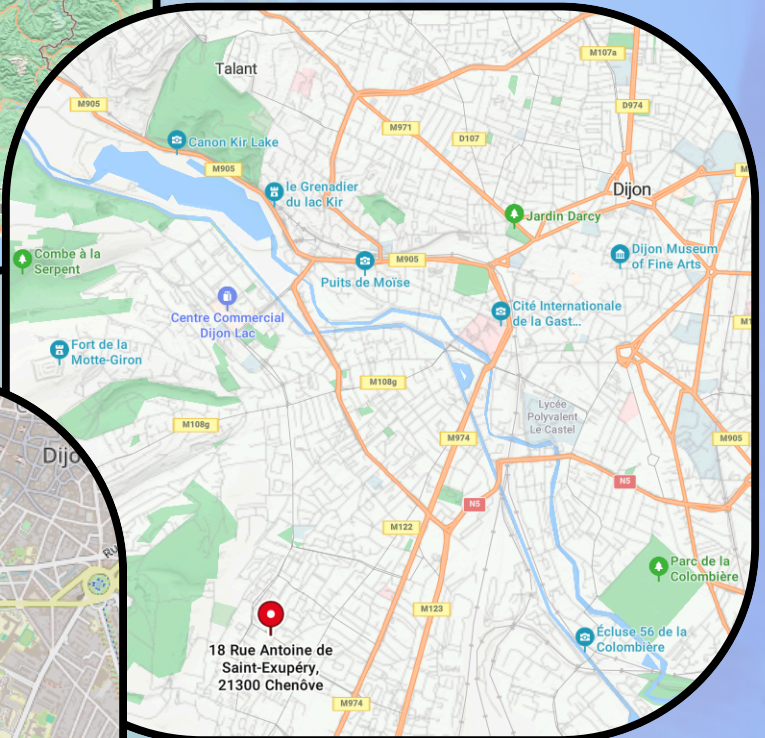 M107a
Talant
M905
D974
M971
D107
Canon Kir Lake
M905
le Grenadier
du lac Kir
Dijon
Jardin Darcy
Combe à la
Serpent
M905
Dijon Museum
of Fine Arts
Puits de Moïse
Centre Commercial
Dijon Lac
Cité Internationale
de la Gast...
Fort de la
Motte-Giron
M108g
Lycée
Polyvalent
Le Castel
M108g
M974
M905
Dijo
N5
N5
M122
Ru
Parc de la
Colombière
M123
Écluse 56 de la
Colombière
18 Rue Antoine de
Saint-Exupéry,
21300 Chenôve
M974